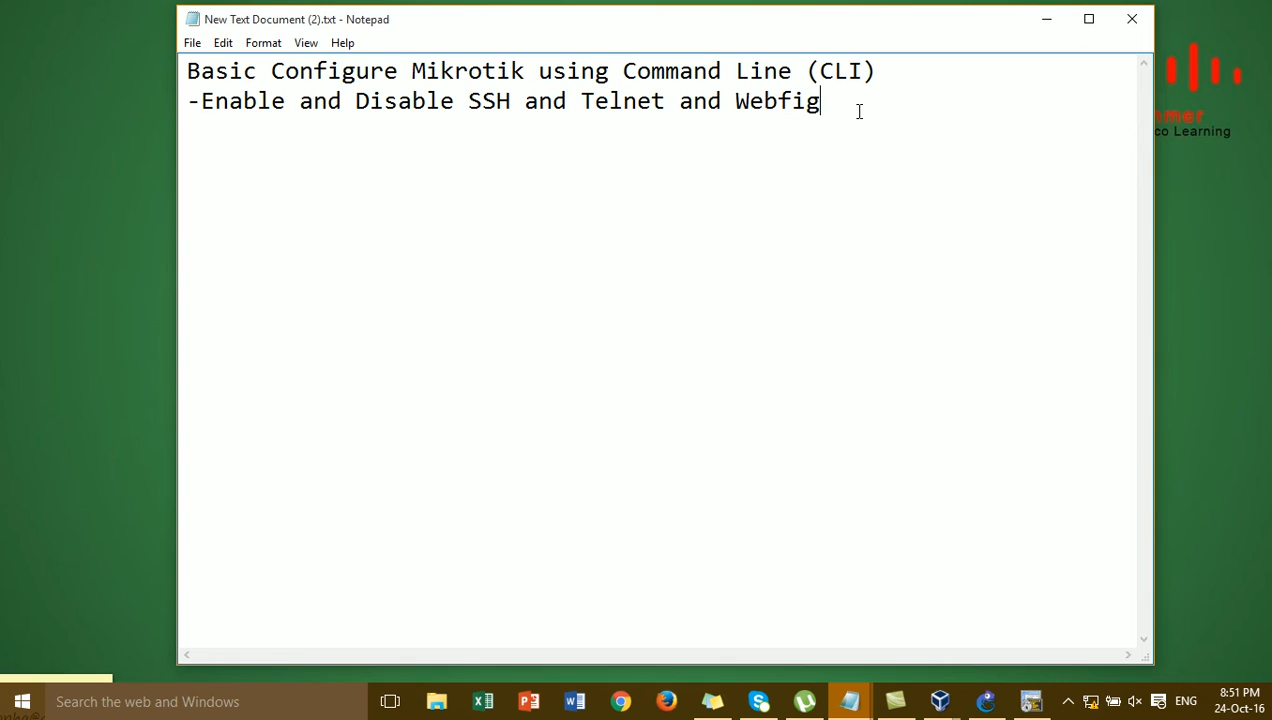 New Text Document (2).txt - Notepad
File Edit Format View Help
Basic Configure Mikrotik using Command Line (CLI)
-Enable and Disable SSH and Telnet and Webfig
mmer
co Learning
Search the web and Windows
ENG
8:51 PM
24-Oct-16